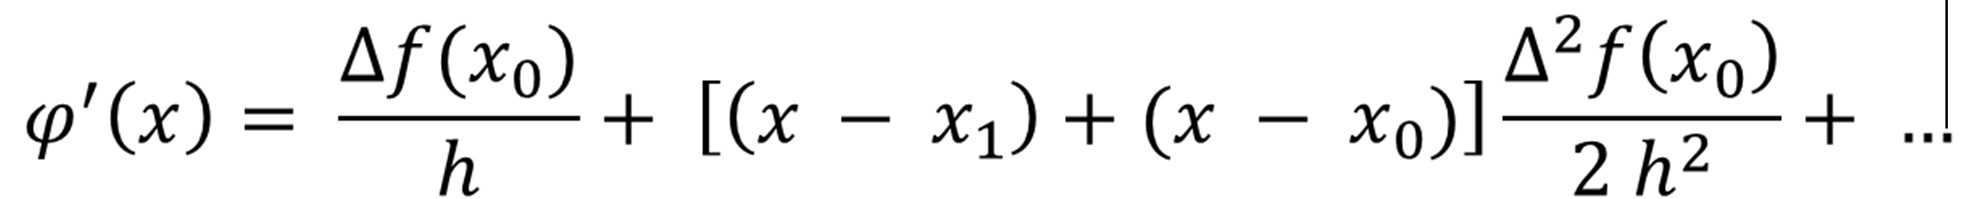 φ′(x) = Δf(x₀)/h + [(x − x₁) + (x − x₀)] Δ²f(x₀)/2 h² + ...